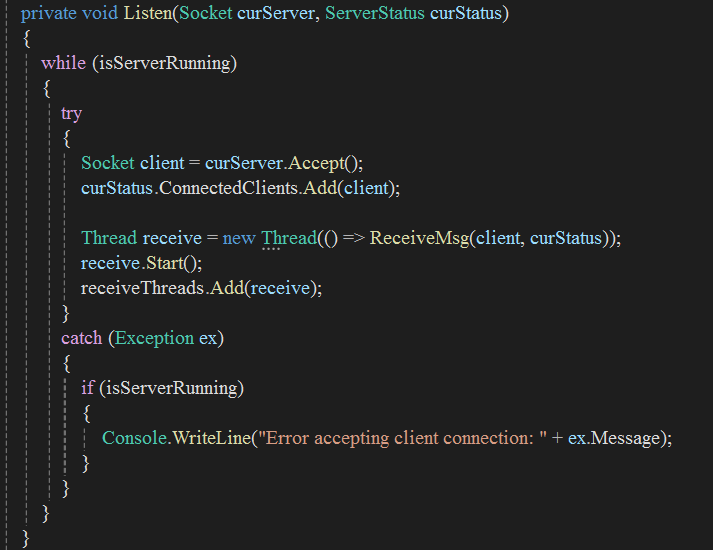 private void Listen(Socket curServer, ServerStatus curStatus)
{
while (isServerRunning)
{
try
{
Socket client = curServer.Accept();
curStatus.ConnectedClients.Add(client);
Thread receive = new Thread(() => ReceiveMsg(client, curStatus));
receive.Start();
receiveThreads.Add(receive);
}
catch (Exception ex)
{
if (isServerRunning)
{
Console.WriteLine("Error accepting client connection: " + ex.Message);
}
}
}
}